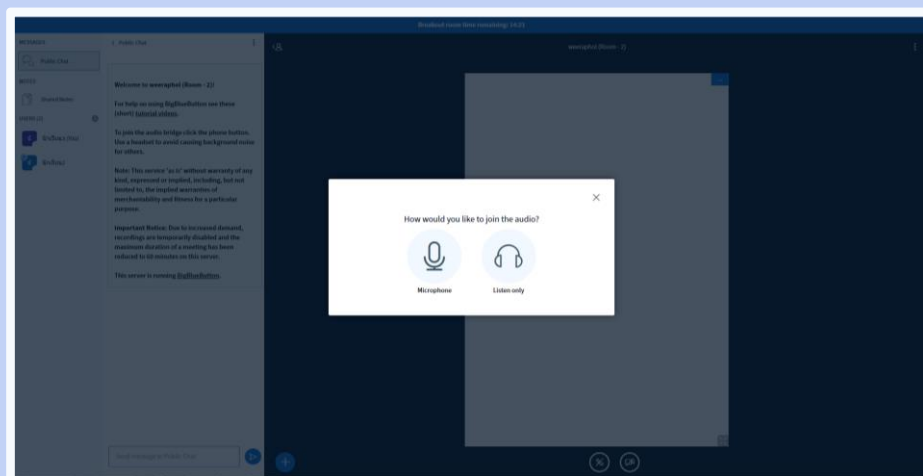 Breakout room time remaining: 14:23
MESSAGES
Public Chat
NOTES
Shared Notes
Public Chat
Welcome to weeraphol (Room - 2)!
For help on using BigBlueButton see these
(short) tutorial videos.
To join the audio bridge click the phone button.
Use a headset to avoid causing background noise
for others.
Note: This service 'as is' without warranty of any
kind, expressed or implied, including, but not
limited to, the implied warranties of
merchantability and fitness for a particular
purpose.
Important Notice: Due to increased demand,
recordings are temporarily disabled and the
maximum duration of a meeting has been
reduced to 60 minutes on this server.
This server is running BigBlueButton.
Send message to Public Chat
weeraphol (Room - 2)
How would you like to join the audio?
Microphone
Listen only